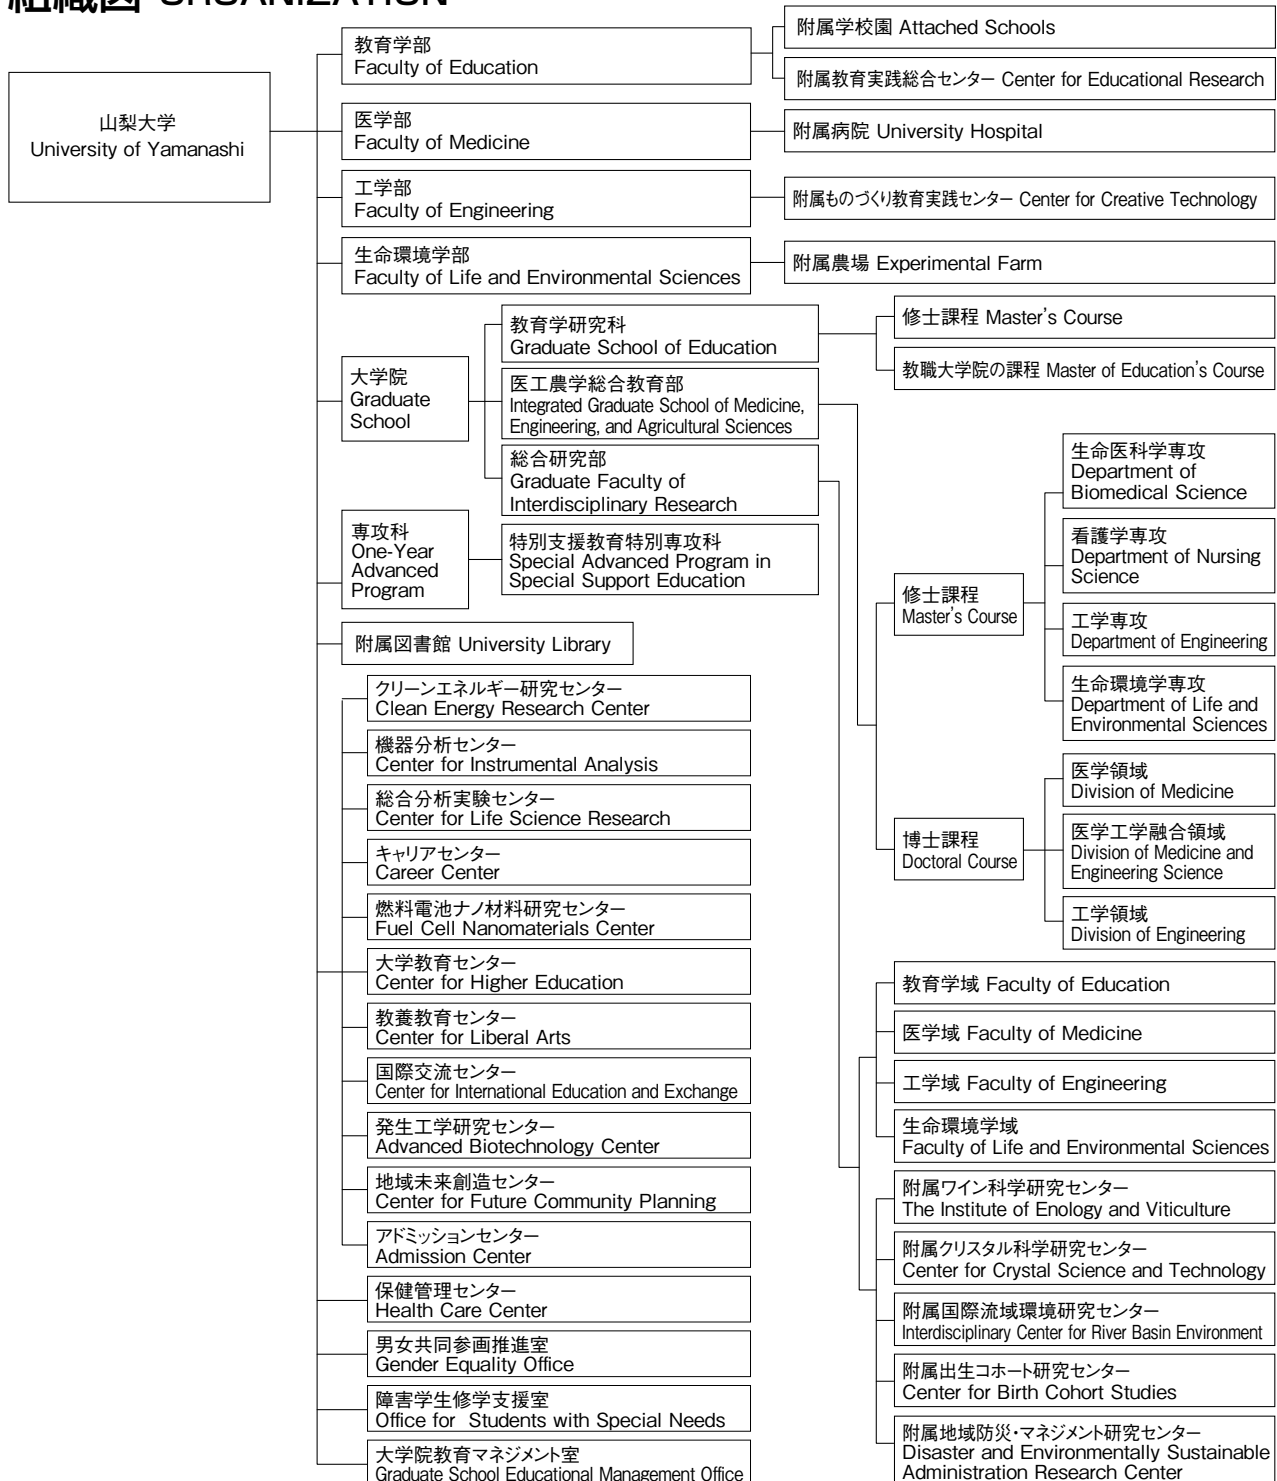 組織図 ORGANIZATION
山梨大学
University of Yamanashi
教育学部
Faculty of Education
附属学校園 Attached Schools
附属教育実践総合センター Center for Educational Research
医学部
Faculty of Medicine
附属病院 University Hospital
工学部
Faculty of Engineering
附属ものづくり教育実践センター Center for Creative Technology
生命環境学部
Faculty of Life and Environmental Sciences
附属農場 Experimental Farm
大学院
Graduate
School
教育学研究科
Graduate School of Education
修士課程 Master's Course
教職大学院の課程 Master of Education's Course
医工農学総合教育部
Integrated Graduate School of Medicine,
Engineering, and Agricultural Sciences
総合研究部
Graduate Faculty of
Interdisciplinary Research
専攻科
One-Year
Advanced
Program
特別支援教育特別専攻科
Special Advanced Program in
Special Support Education
修士課程
Master's Course
生命医科学専攻
Department of
Biomedical Science
看護学専攻
Department of Nursing
Science
工学専攻
Department of Engineering
生命環境学専攻
Department of Life and
Environmental Sciences
博士課程
Doctoral Course
医学領域
Division of Medicine
医学工学融合領域
Division of Medicine and
Engineering Science
工学領域
Division of Engineering
附属図書館 University Library
クリーンエネルギー研究センター
Clean Energy Research Center
機器分析センター
Center for Instrumental Analysis
総合分析実験センター
Center for Life Science Research
キャリアセンター
Career Center
燃料電池ナノ材料研究センター
Fuel Cell Nanomaterials Center
大学教育センター
Center for Higher Education
教養教育センター
Center for Liberal Arts
国際交流センター
Center for International Education and Exchange
発生工学研究センター
Advanced Biotechnology Center
地域未来創造センター
Center for Future Community Planning
アドミッションセンター
Admission Center
保健管理センター
Health Care Center
男女共同参画推進室
Gender Equality Office
障害学生修学支援室
Office for Students with Special Needs
大学院教育マネジメント室
Graduate School Educational Management Office
教育学域 Faculty of Education
医学域 Faculty of Medicine
工学域 Faculty of Engineering
生命環境学域
Faculty of Life and Environmental Sciences
附属ワイン科学研究センター
The Institute of Enology and Viticulture
附属クリスタル科学研究センター
Center for Crystal Science and Technology
附属国際流域環境研究センター
Interdisciplinary Center for River Basin Environment
附属出生コホート研究センター
Center for Birth Cohort Studies
附属地域防災・マネジメント研究センター
Disaster and Environmentally Sustainable
Administration Research Center